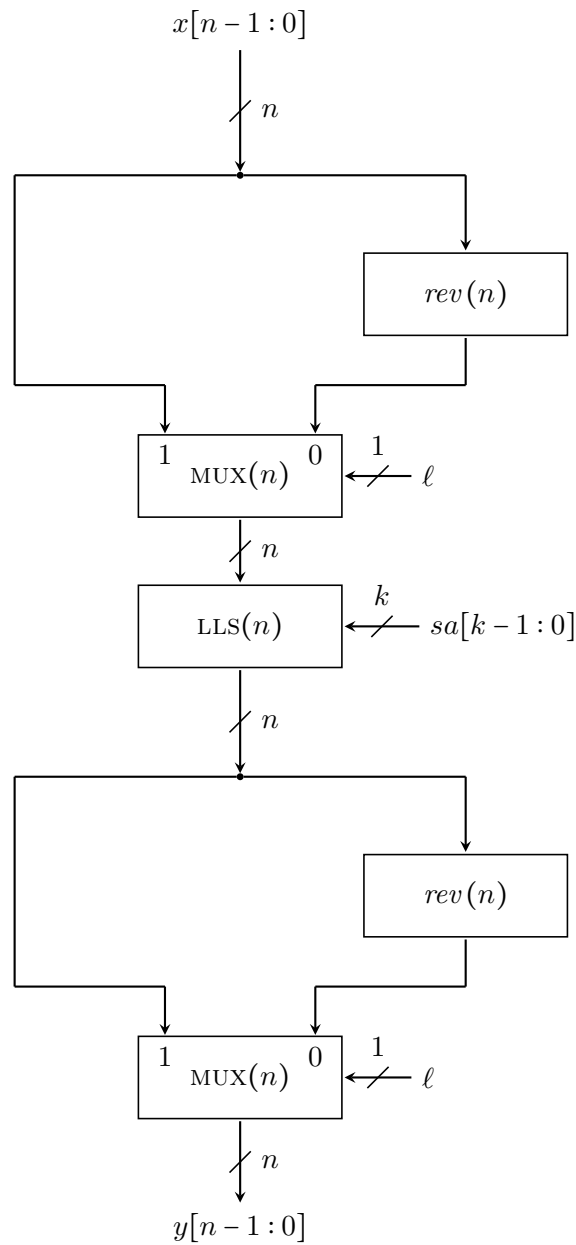 x[n − 1 : 0]
n
rev(n)
1
1 0
MUX(n)
ℓ
n
k
LLS(n)
sa[k − 1 : 0]
n
rev(n)
1
1 0
MUX(n)
ℓ
n
y[n − 1 : 0]